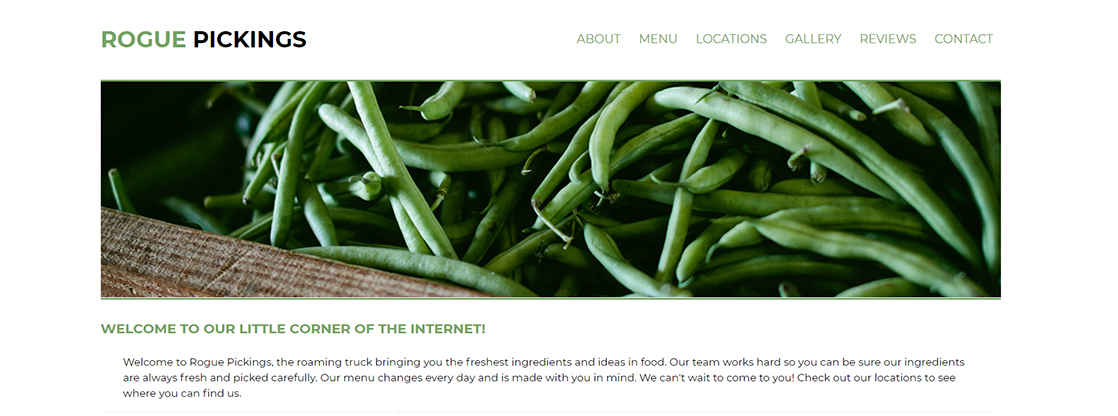 ROGUE PICKINGS
ABOUT MENU LOCATIONS GALLERY REVIEWS CONTACT
WELCOME TO OUR LITTLE CORNER OF THE INTERNET!
Welcome to Rogue Pickings, the roaming truck bringing you the freshest ingredients and ideas in food. Our team works hard so you can be sure our ingredients
are always fresh and picked carefully. Our menu changes every day and is made with you in mind. We can't wait to come to you! Check out our locations to see
where you can find us.